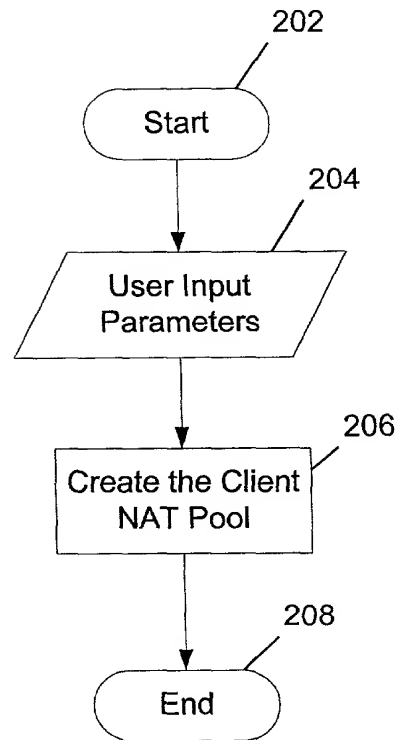 202
Start
204
User Input
Parameters
206
Create the Client
NAT Pool
208
End